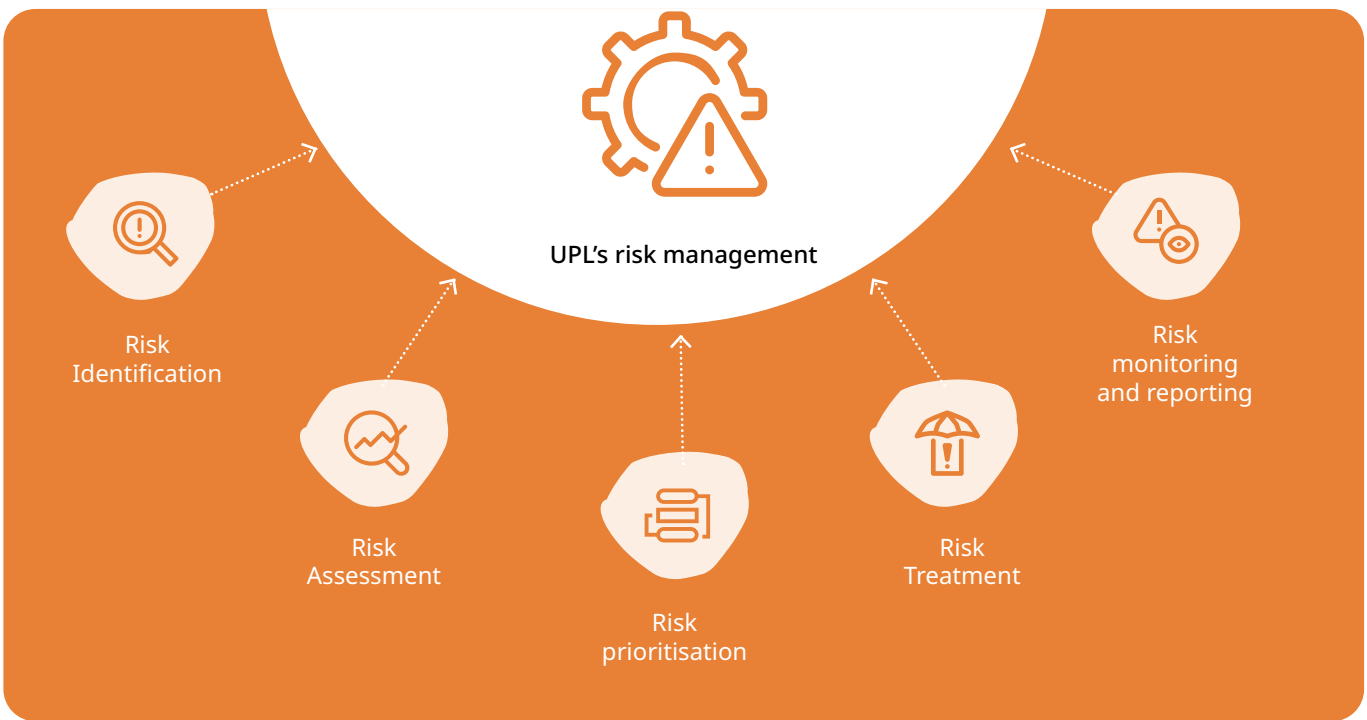 UPL’s risk management
Risk
Identification
Risk
Assessment
Risk
prioritisation
Risk
Treatment
Risk
monitoring
and reporting